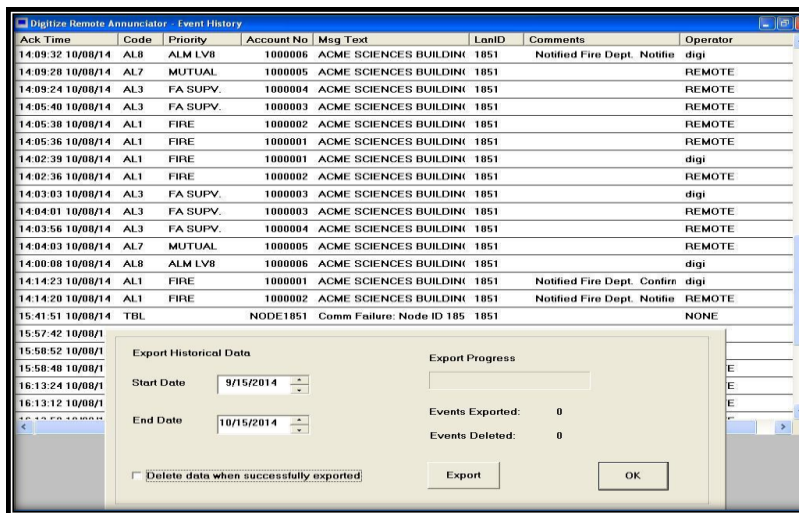 Digitize Remote Annunciator - Event History
Ack Time Code Priority Account No Msg Text LanID Comments Operator
14:09:32 10/08/14 AL8 ALM LV8 1000006 ACME SCIENCES BUILDIN( 1851 Notified Fire Dept. Notifie digi
14:09:28 10/08/14 AL7 MUTUAL 1000005 ACME SCIENCES BUILDIN( 1851 REMOTE
14:09:24 10/08/14 AL3 FA SUPV. 1000004 ACME SCIENCES BUILDIN( 1851 REMOTE
14:05:40 10/08/14 AL3 FA SUPV. 1000003 ACME SCIENCES BUILDIN( 1851 REMOTE
14:05:38 10/08/14 AL1 FIRE 1000002 ACME SCIENCES BUILDIN( 1851 REMOTE
14:05:36 10/08/14 AL1 FIRE 1000001 ACME SCIENCES BUILDIN( 1851 REMOTE
14:02:39 10/08/14 AL1 FIRE 1000001 ACME SCIENCES BUILDIN( 1851 digi
14:02:36 10/08/14 AL1 FIRE 1000002 ACME SCIENCES BUILDIN( 1851 REMOTE
14:03:03 10/08/14 AL3 FA SUPV. 1000003 ACME SCIENCES BUILDIN( 1851 digi
14:04:01 10/08/14 AL3 FA SUPV. 1000003 ACME SCIENCES BUILDIN( 1851 REMOTE
14:03:56 10/08/14 AL3 FA SUPV. 1000004 ACME SCIENCES BUILDIN( 1851 REMOTE
14:04:03 10/08/14 AL7 MUTUAL 1000005 ACME SCIENCES BUILDIN( 1851 REMOTE
14:00:08 10/08/14 AL8 ALM LV8 1000006 ACME SCIENCES BUILDIN( 1851 digi
14:14:23 10/08/14 AL1 FIRE 1000001 ACME SCIENCES BUILDIN( 1851 Notified Fire Dept. Confirn digi
14:14:20 10/08/14 AL1 FIRE 1000002 ACME SCIENCES BUILDIN( 1851 Notified Fire Dept. Notifie REMOTE
15:41:51 10/08/14 TBL NODE1851 Comm Failure: Node ID 185 1851 NONE
15:57:42 10/08/1
15:58:52 10/08/1
15:58:48 10/08/1 E
16:13:24 10/08/1 E
16:13:12 10/08/1 E
Export Historical Data
Start Date 9/15/2014
End Date 10/15/2014
Delete data when successfully exported
Export Progress
Events Exported: 0
Events Deleted: 0
Export OK